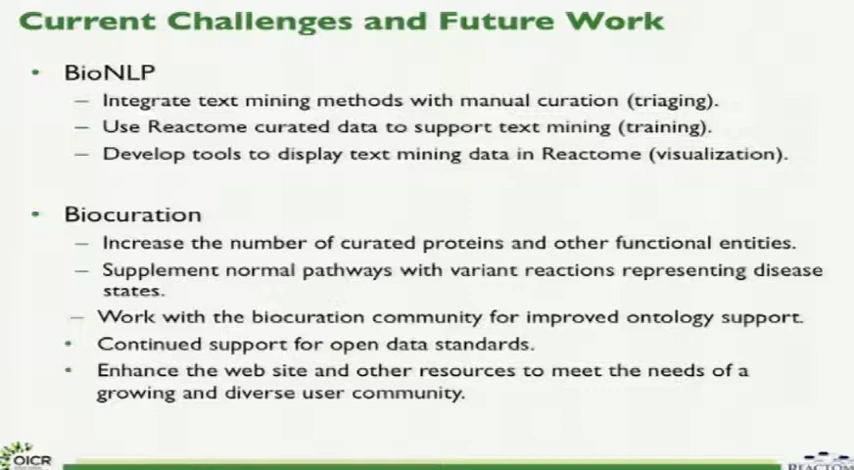 Current Challenges and Future Work
• BioNLP
– Integrate text mining methods with manual curation (triaging).
– Use Reactome curated data to support text mining (training).
– Develop tools to display text mining data in Reactome (visualization).
• Biocuration
– Increase the number of curated proteins and other functional entities.
– Supplement normal pathways with variant reactions representing disease
states.
– Work with the biocuration community for improved ontology support.
• Continued support for open data standards.
• Enhance the web site and other resources to meet the needs of a
growing and diverse user community.
OICR
REACTOM